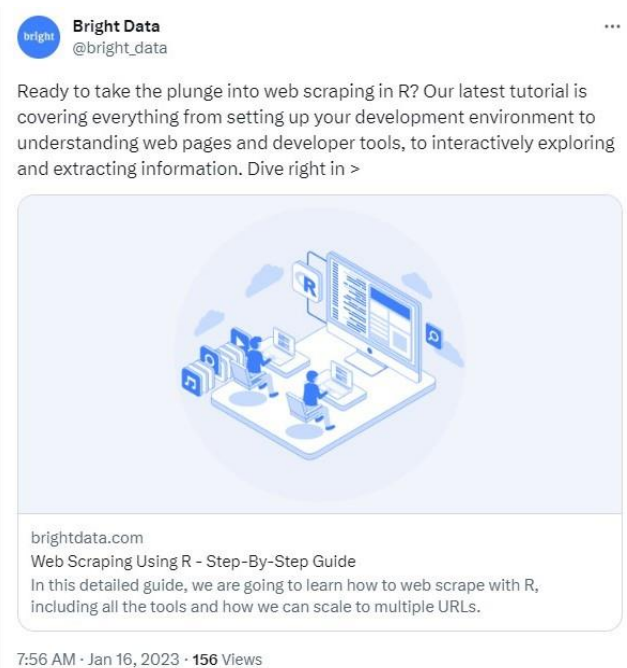 bright
Bright Data
@bright_data
Ready to take the plunge into web scraping in R? Our latest tutorial is
covering everything from setting up your development environment to
understanding web pages and developer tools, to interactively exploring
and extracting information. Dive right in >
R
brightdata.com
Web Scraping Using R - Step-By-Step Guide
In this detailed guide, we are going to learn how to web scrape with R,
including all the tools and how we can scale to multiple URLs.
7:56 AM · Jan 16, 2023 · 156 Views